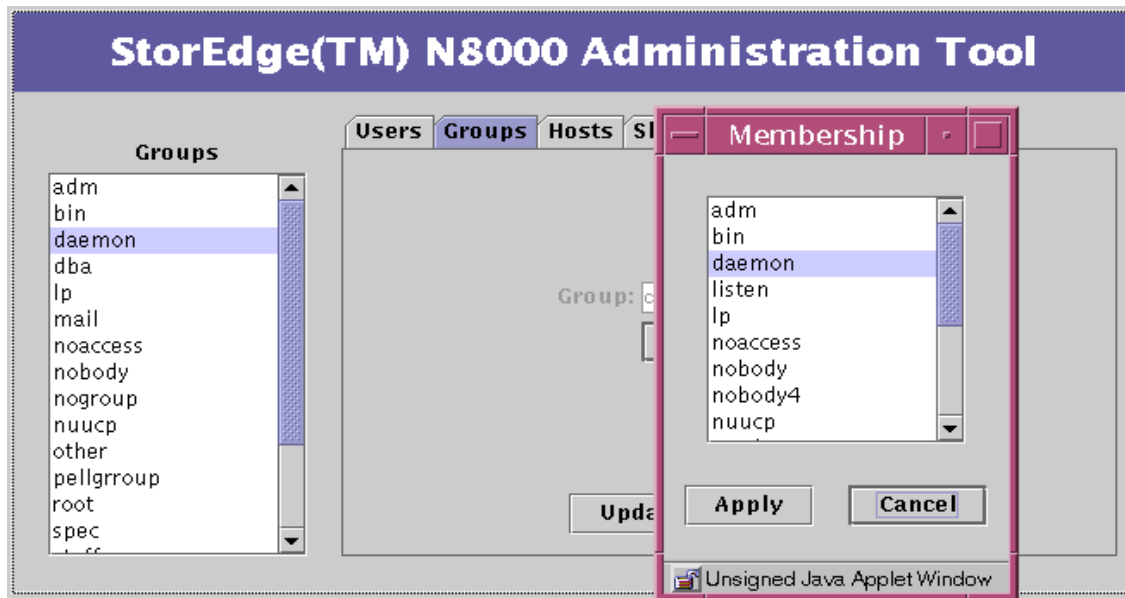 StorEdge(TM) N8000 Administration Tool
Groups
adm
bin
daemon
dba
lp
mail
noaccess
nobody
nogroup
nuucp
other
pellgrroup
root
spec
Users Groups Hosts
Group:
Membership
adm
bin
daemon
listen
lp
noaccess
nobody
nobody4
nuucp
Apply Cancel
Unsigned Java Applet Window